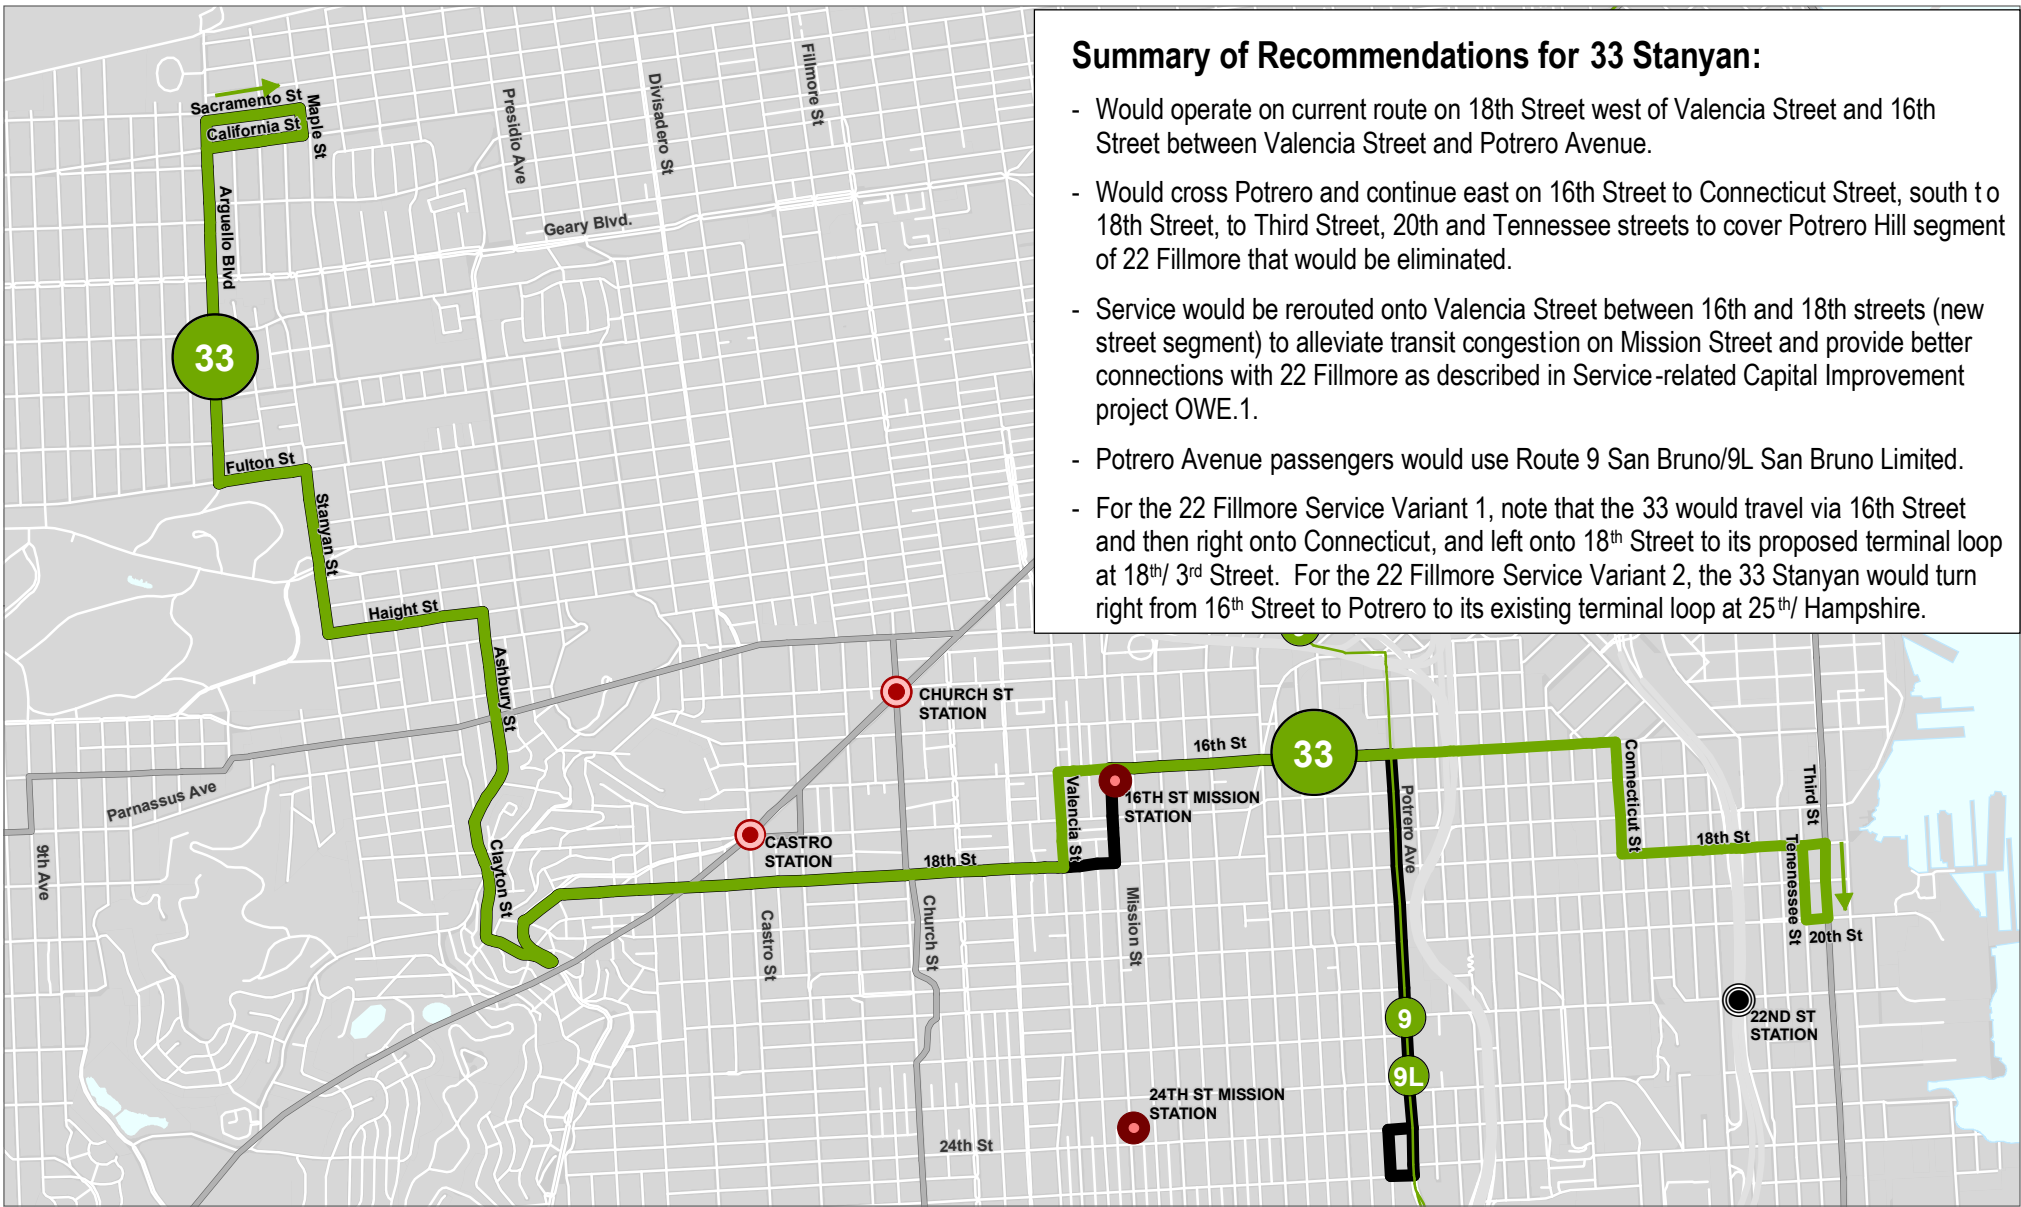 Summary of Recommendations for 33 Stanyan:
- Would operate on current route on 18th Street west of Valencia Street and 16th
Street between Valencia Street and Potrero Avenue.
- Would cross Potrero and continue east on 16th Street to Connecticut Street, south to
18th Street, to Third Street, 20th and Tennessee streets to cover Potrero Hill segment
of 22 Fillmore that would be eliminated.
- Service would be rerouted onto Valencia Street between 16th and 18th streets (new
street segment) to alleviate transit congestion on Mission Street and provide better
connections with 22 Fillmore as described in Service-related Capital Improvement
project OWE.1.
- Potrero Avenue passengers would use Route 9 San Bruno/9L San Bruno Limited.
- For the 22 Fillmore Service Variant 1, note that the 33 would travel via 16th Street
and then right onto Connecticut, and left onto 18th Street to its proposed terminal loop
at 18th/ 3rd Street. For the 22 Fillmore Service Variant 2, the 33 Stanyan would turn
right from 16th Street to Potrero to its existing terminal loop at 25th/ Hampshire.
Sacramento St
California St
Maple St
Arguello Blvd
Presidio Ave
Divisadero St
Fillmore St
Geary Blvd.
33
Fulton St
Stanyan St
Haight St
Ashbury St
Parnassus Ave
9th Ave
Clayton St
CHURCH ST
STATION
CASTRO
STATION
Castro St
Church St
18th St
Valencia St
16TH ST MISSION
STATION
Mission St
16th St
33
Potrero Ave
Connecticut St
18th St
Third St
Tenenessee St
20th St
9
9L
22ND ST
STATION
24TH ST MISSION
STATION
24th St